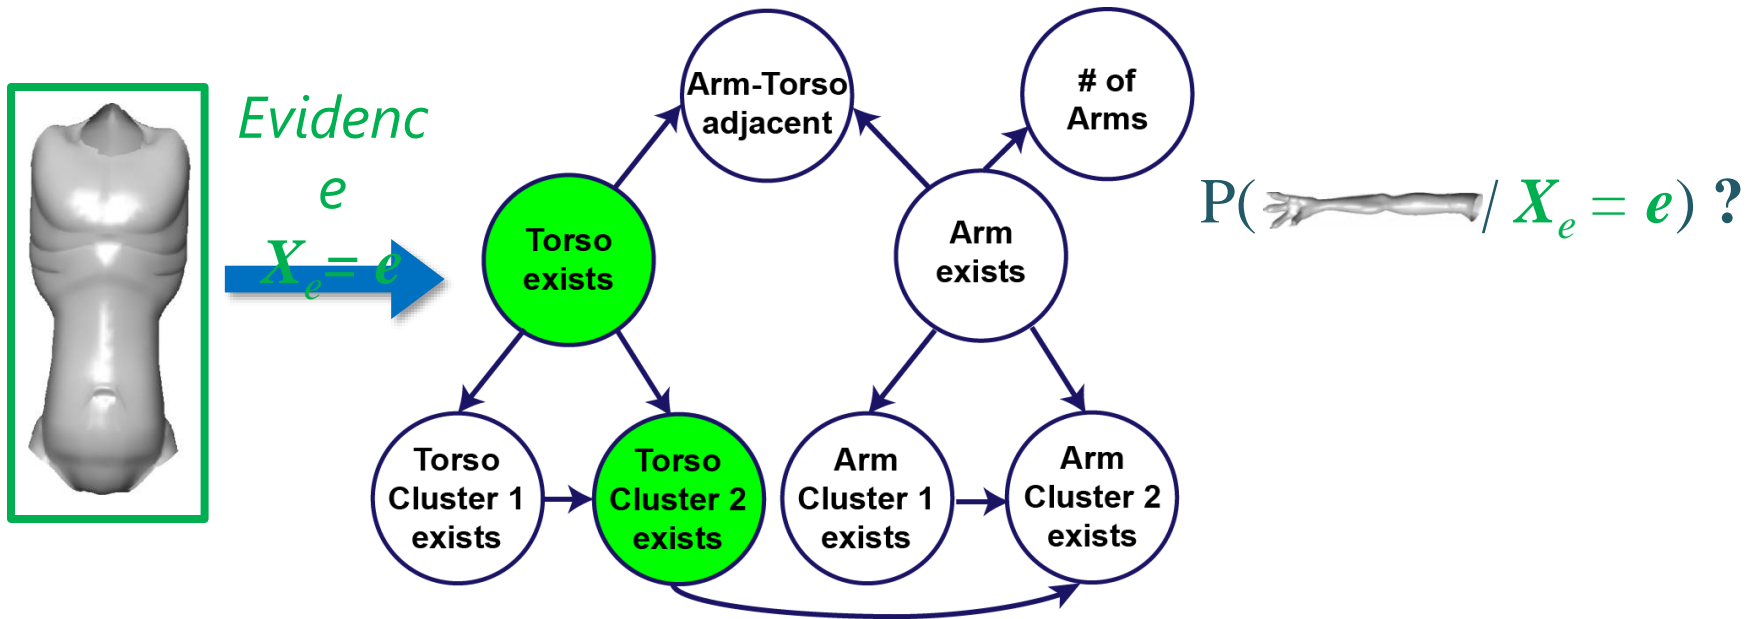 Evidenc
e
Xe = e
Arm-Torso
adjacent
# of
Arms
Torso
exists
Arm
exists
P( / Xe = e) ?
Torso
Cluster 1
exists
Torso
Cluster 2
exists
Arm
Cluster 1
exists
Arm
Cluster 2
exists